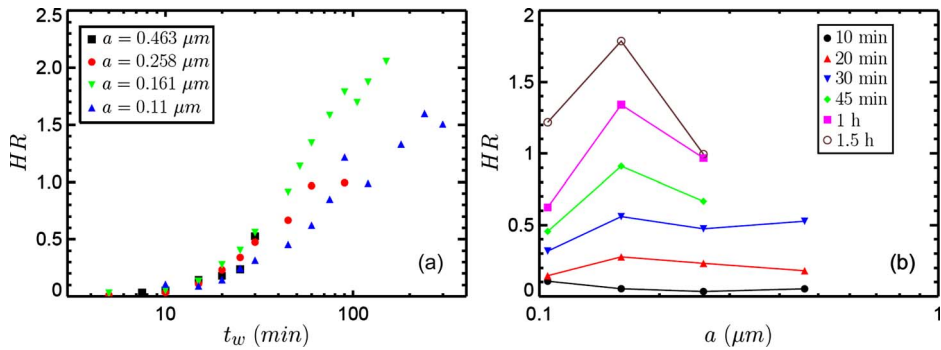 HR
2.5
2.0
1.5
1.0
0.5
0
a = 0.463 μm
a = 0.258 μm
a = 0.161 μm
a = 0.11 μm
(a)
10
100
t_w (min)
HR
2
1.5
1
0.5
0
10 min
20 min
30 min
45 min
1 h
1.5 h
(b)
0.1
1
a (μm)